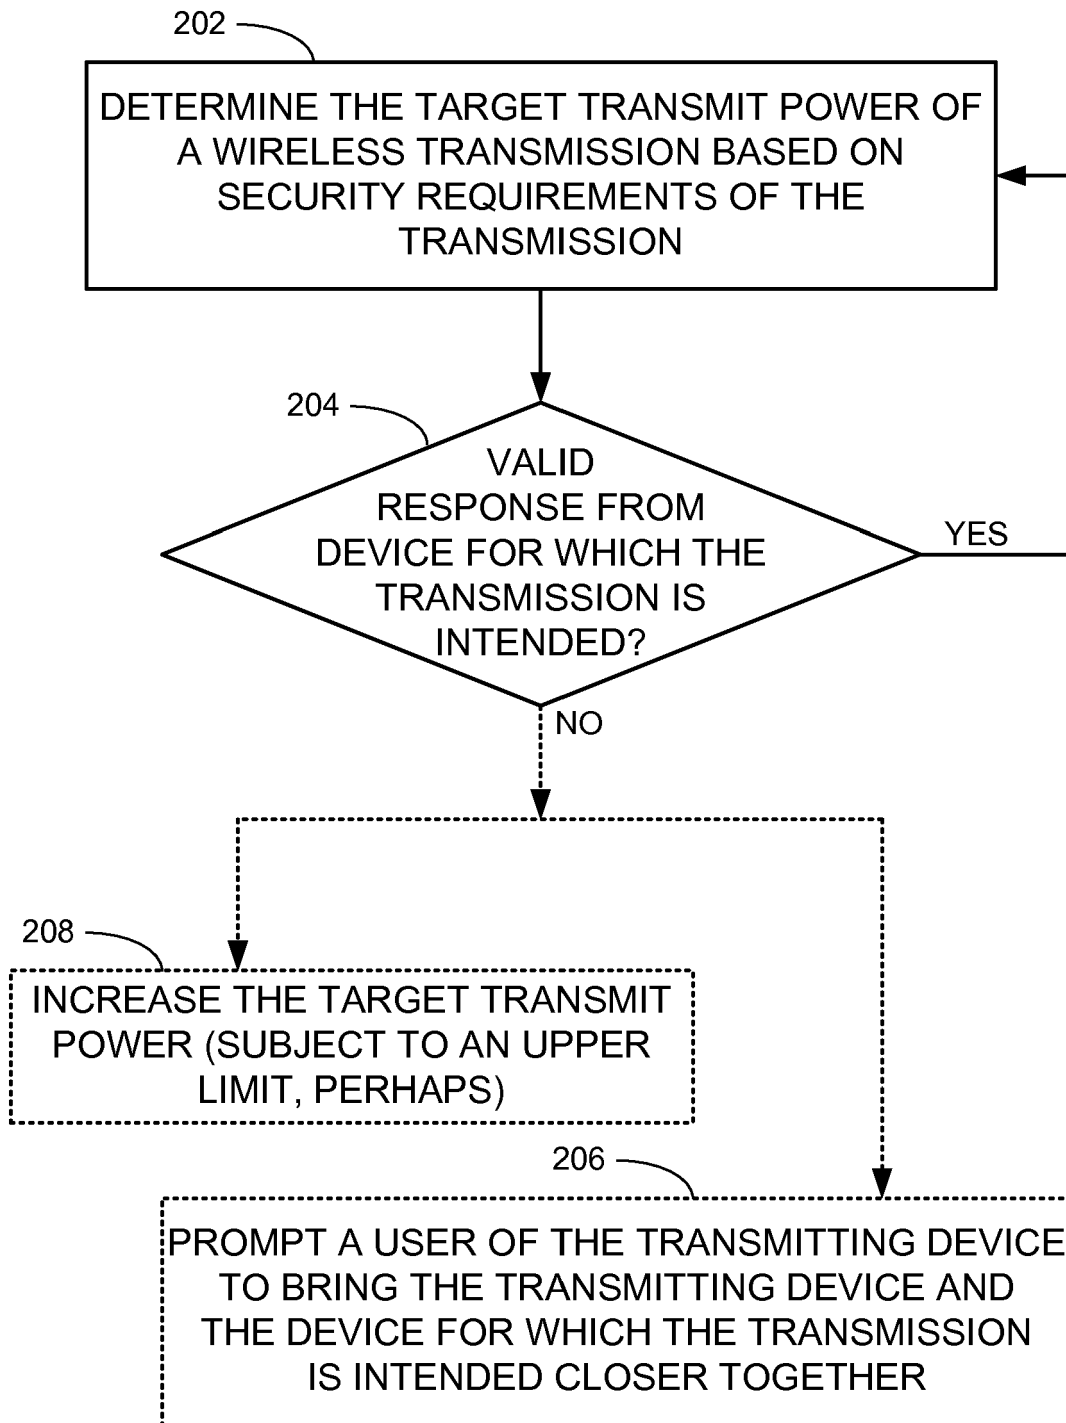 202
DETERMINE THE TARGET TRANSMIT POWER OF
A WIRELESS TRANSMISSION BASED ON
SECURITY REQUIREMENTS OF THE
TRANSMISSION
204
VALID
RESPONSE FROM
DEVICE FOR WHICH THE
TRANSMISSION IS
INTENDED?
YES
NO
208
INCREASE THE TARGET TRANSMIT
POWER (SUBJECT TO AN UPPER
LIMIT, PERHAPS)
206
PROMPT A USER OF THE TRANSMITTING DEVICE
TO BRING THE TRANSMITTING DEVICE AND
THE DEVICE FOR WHICH THE TRANSMISSION
IS INTENDED CLOSER TOGETHER